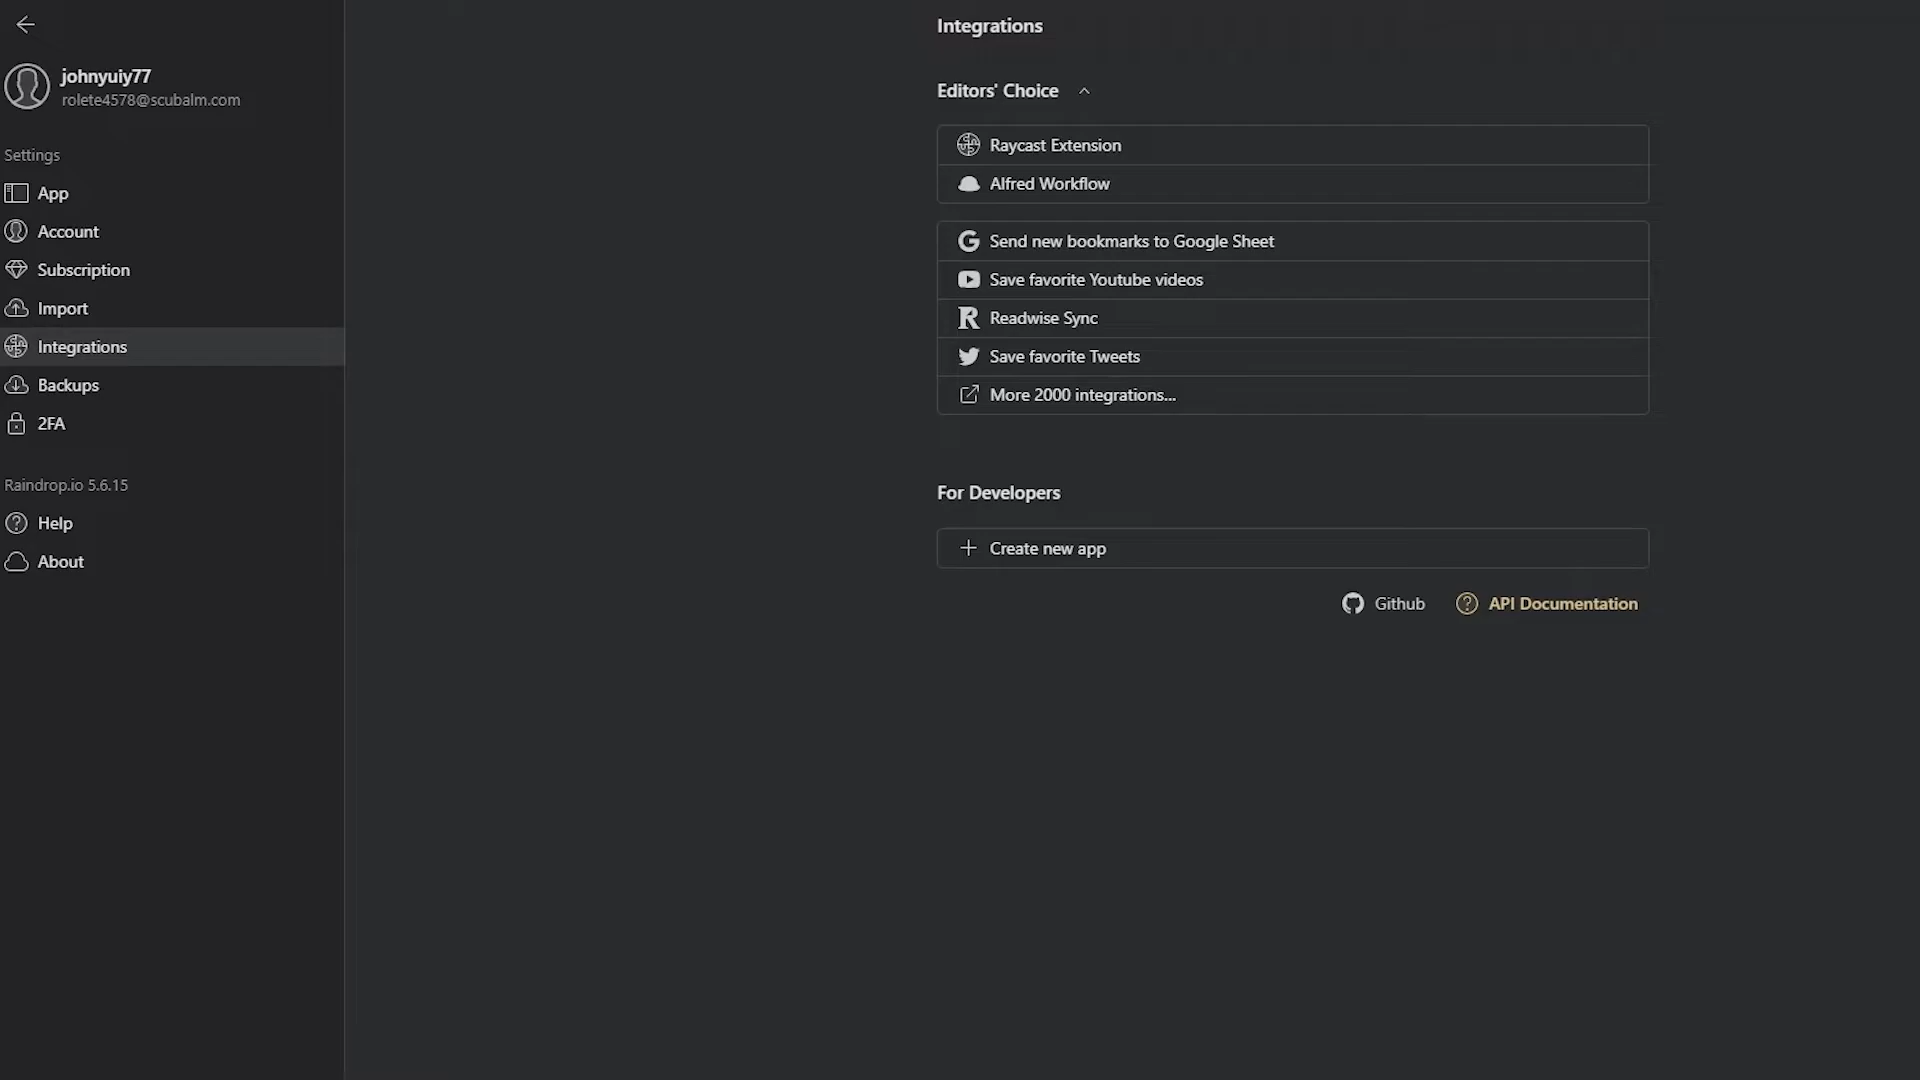 johnyuiy77
rolete4578@scubalm.com
Settings
App
Account
Subscription
Import
Integrations
Backups
2FA
Raindrop.io 5.6.15
Help
About
Integrations
Editors' Choice
Raycast Extension
Alfred Workflow
Send new bookmarks to Google Sheet
Save favorite Youtube videos
Readwise Sync
Save favorite Tweets
More 2000 integrations...
For Developers
Create new app
Github
API Documentation